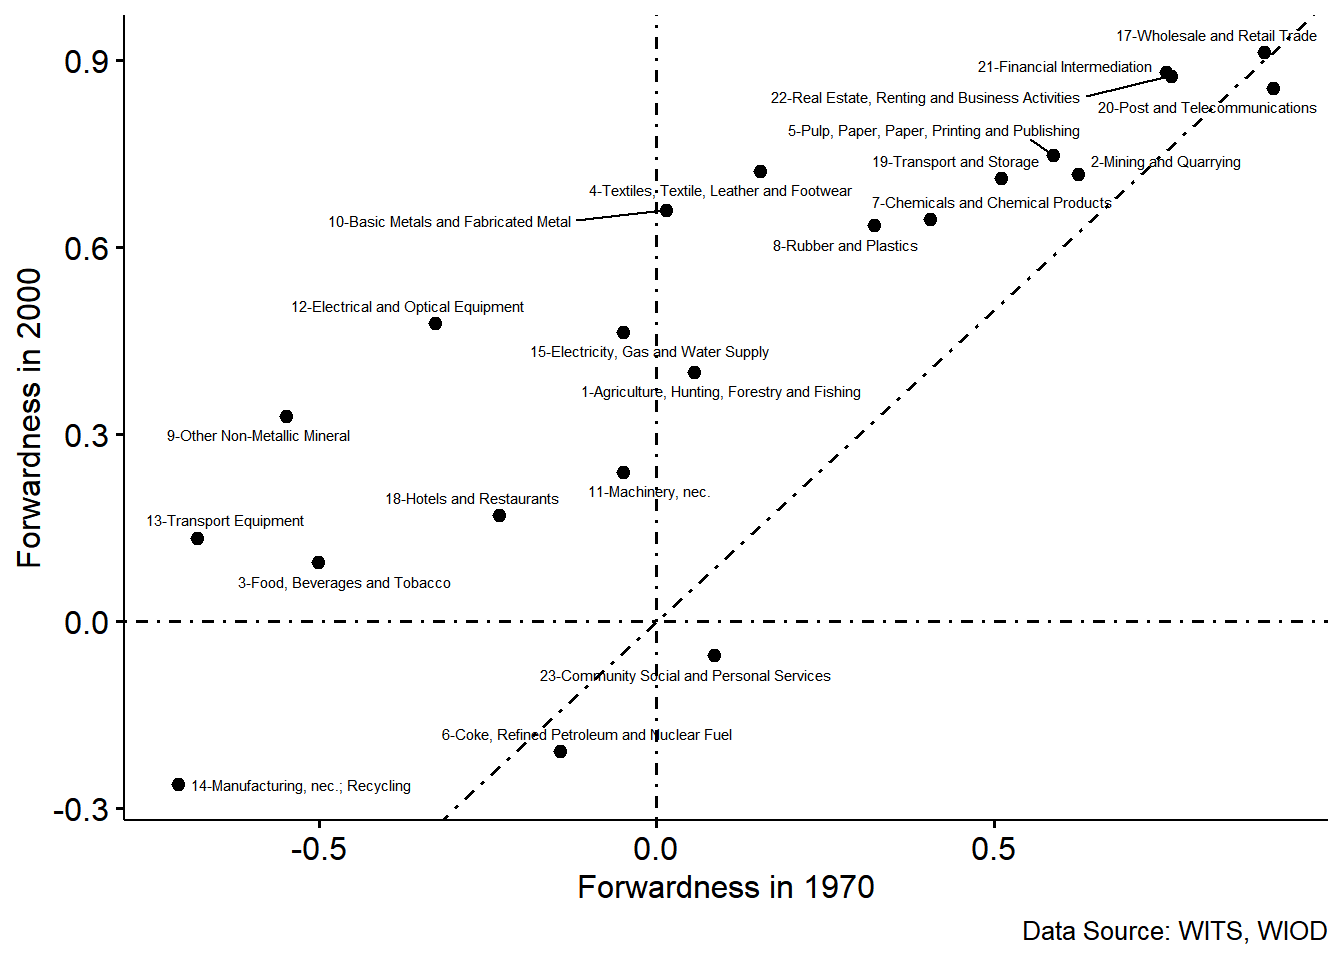 17-Wholesale and Retail Trade
0.9
21-Financial Intermediation
22-Real Estate, Renting and Business Activities
20-Post and Telecommunications
5-Pulp, Paper, Paper, Printing and Publishing
19-Transport and Storage
2-Mining and Quarrying
4-Textiles, Textile, Leather and Footwear
7-Chemicals and Chemical Products
10-Basic Metals and Fabricated Metal
8-Rubber and Plastics
0.6
12-Electrical and Optical Equipment
15-Electricity, Gas and Water Supply
1-Agriculture, Hunting, Forestry and Fishing
Forwardness in 2000
0.3
9-Other Non-Metallic Mineral
11-Machinery, nec.
18-Hotels and Restaurants
13-Transport Equipment
3-Food, Beverages and Tobacco
0.0
23-Community Social and Personal Services
6-Coke, Refined Petroleum and Nuclear Fuel
14-Manufacturing, nec.; Recycling
-0.3
-0.5
0.0
0.5
Forwardness in 1970
Data Source: WITS, WIOD